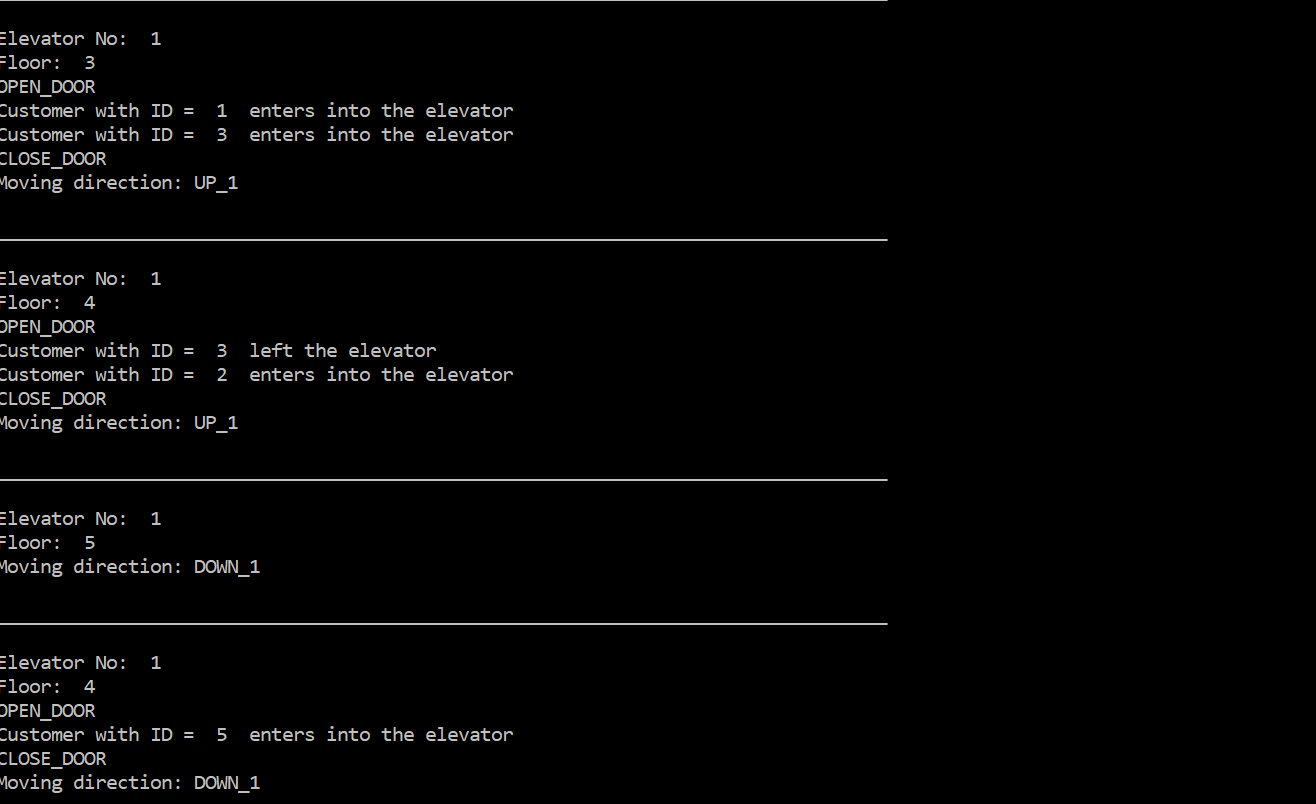 Elevator No:  1
Floor:  3
OPEN_DOOR
Customer with ID =  1  enters into the elevator
Customer with ID =  3  enters into the elevator
CLOSE_DOOR
Moving direction: UP_1
Elevator No:  1
Floor:  4
OPEN_DOOR
Customer with ID =  3  left the elevator
Customer with ID =  2  enters into the elevator
CLOSE_DOOR
Moving direction: UP_1
Elevator No:  1
Floor:  5
Moving direction: DOWN_1
Elevator No:  1
Floor:  4
OPEN_DOOR
Customer with ID =  5  enters into the elevator
CLOSE_DOOR
Moving direction: DOWN_1